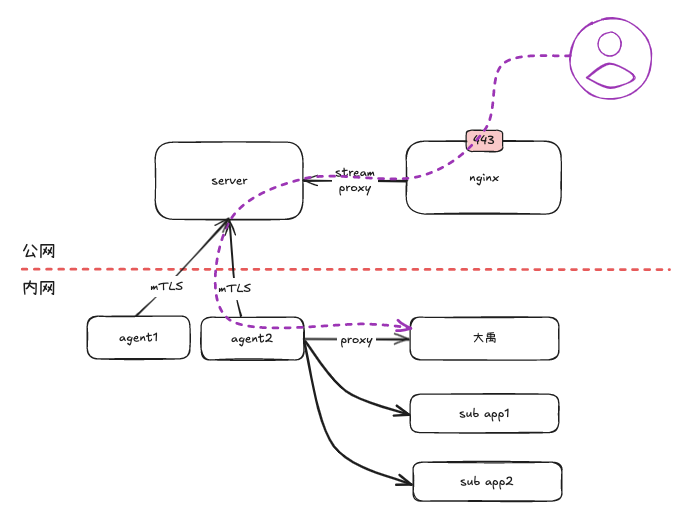 443
stream
proxy
server
nginx
公网
内网
mTLS
mTLS
agent1
agent2
proxy
大禹
sub app1
sub app2